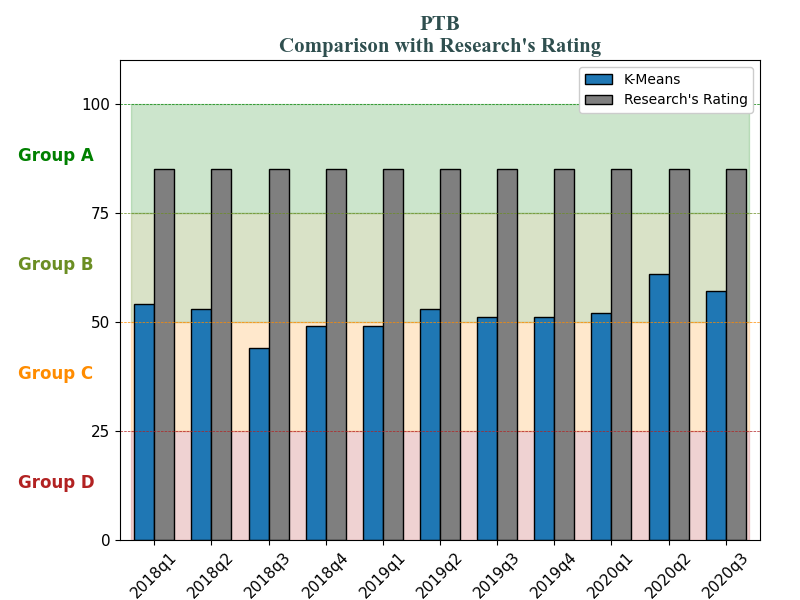 PTB
Comparison with Research's Rating
K-Means
Research's Rating
100
Group A
75
Group B
50
Group C
25
Group D
0
2018q1
2018q2
2018q3
2018q4
2019q1
2019q2
2019q3
2019q4
2020q1
2020q2
2020q3